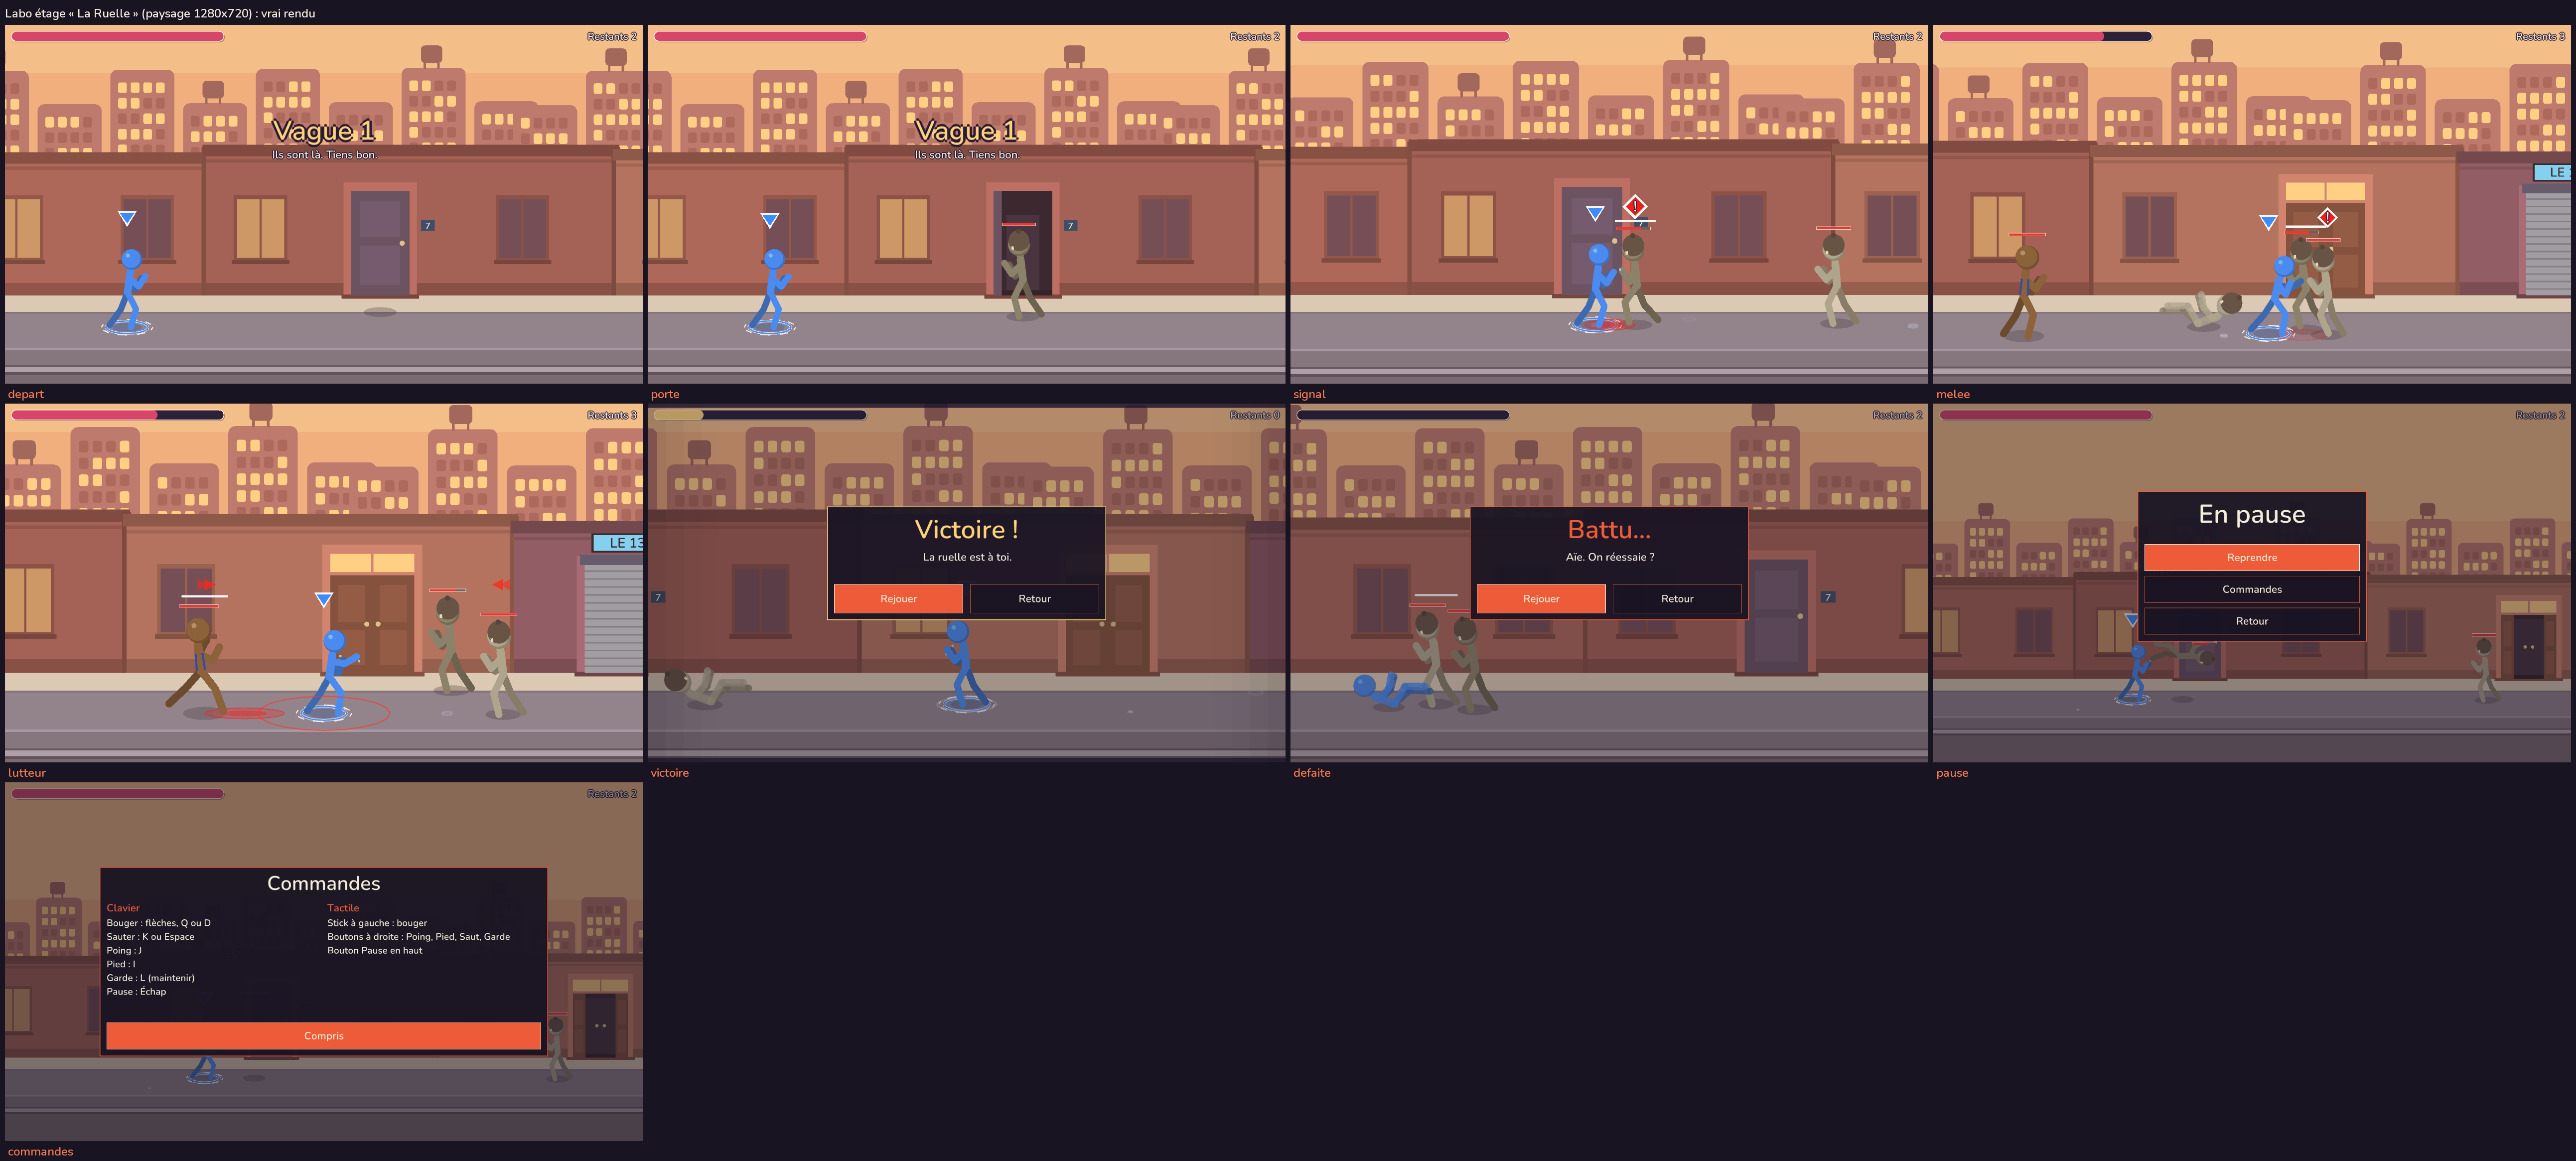 Labo étage « La Ruelle » (paysage 1280x720) : vrai rendu
Restants 2
Vague 1
Ils sont là. Tiens bon.
7
depart
Restants 2
Vague 1
Ils sont là. Tiens bon.
7
porte
Restants 2
!
7
signal
Restants 3
!
LE
melee
Restants 3
LE 13
lutteur
Restants 0
7
Victoire !
La ruelle est à toi.
Rejouer
Retour
victoire
Restants 2
Battu...
Aïe. On réessaie ?
Rejouer
Retour
7
defaite
Restants 2
En pause
Reprendre
Commandes
Retour
pause
Restants 2
Commandes
Clavier
Bouger : flèches, Q ou D
Sauter : K ou Espace
Poing : J
Pied : I
Garde : L (maintenir)
Pause : Échap
Tactile
Stick à gauche : bouger
Boutons à droite : Poing, Pied, Saut, Garde
Bouton Pause en haut
Compris
commandes